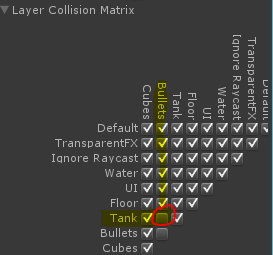 Layer Collision Matrix
Default
TransparentFX
Ignore Raycast
Water
UI
Floor
Tank
Bullets
Cubes
Default
TransparentFX
Ignore Raycast
Water
UI
Floor
Tank
Bullets
Cubes